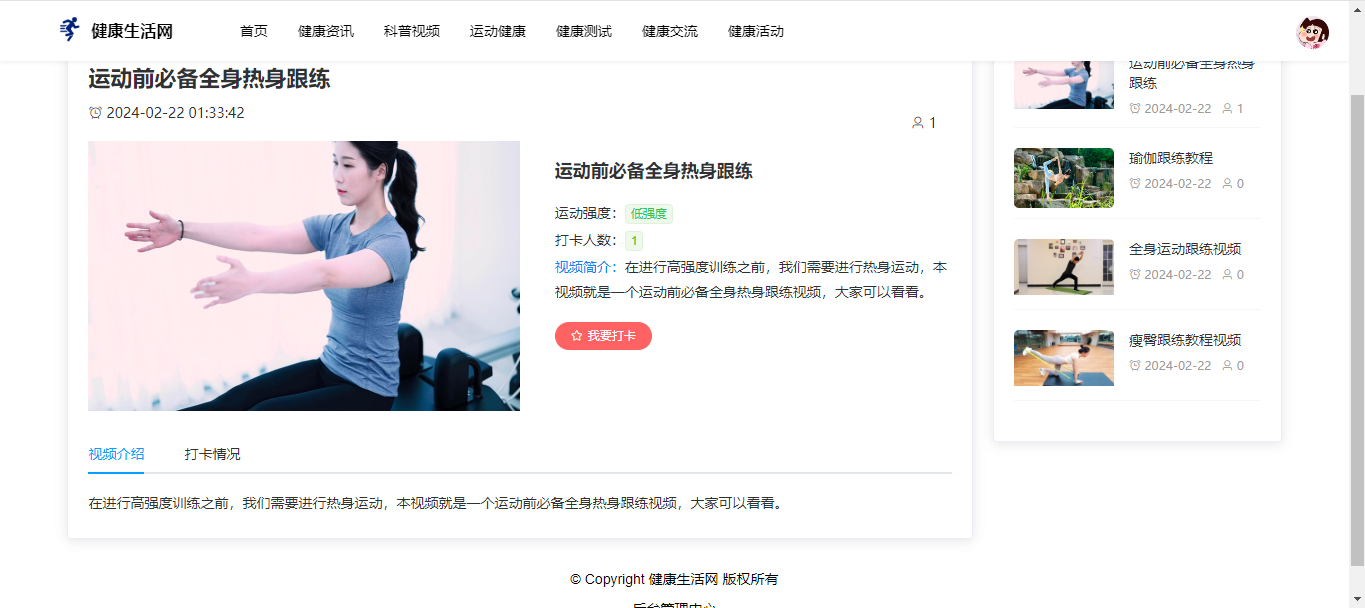 健康生活网
首页
健康资讯
科普视频
运动健康
健康测试
健康交流
健康活动
运动前必备全身热身跟练
2024-02-22 01:33:42
1
运动前必备全身热身跟练
运动强度：低强度
打卡人数：1
视频简介：在进行高强度训练之前，我们需要进行热身运动，本
视频就是一个运动前必备全身热身跟练视频，大家可以看看。
我要打卡
视频介绍
打卡情况
在进行高强度训练之前，我们需要进行热身运动，本视频就是一个运动前必备全身热身跟练视频，大家可以看看。
运动前必备全身热身
跟练
2024-02-22 1
瑜伽跟练教程
2024-02-22 0
全身运动跟练视频
2024-02-22 0
瘦臀跟练教程视频
2024-02-22 0
© Copyright 健康生活网 版权所有
后台管理中心